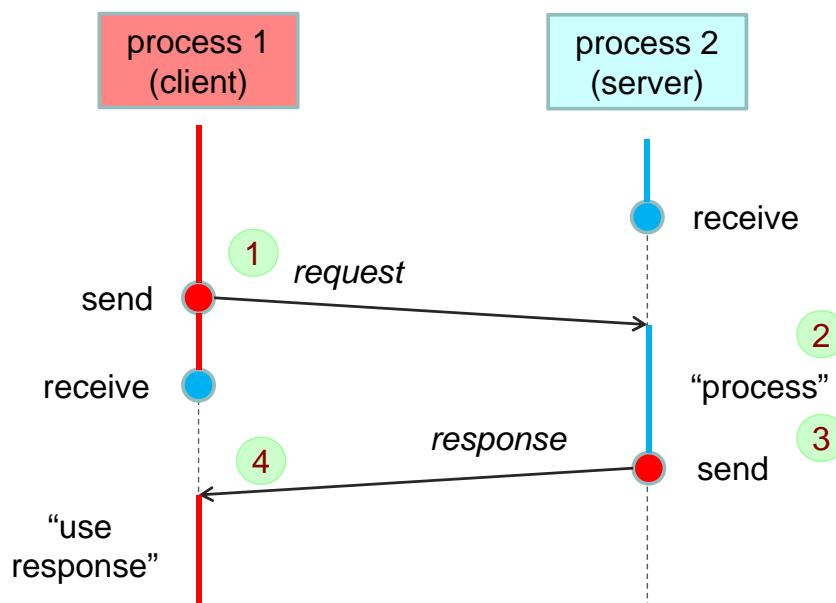 process 1
(client)
process 2
(server)
receive
1
request
send
2
receive
“process”
response
3
4
send
“use
response”